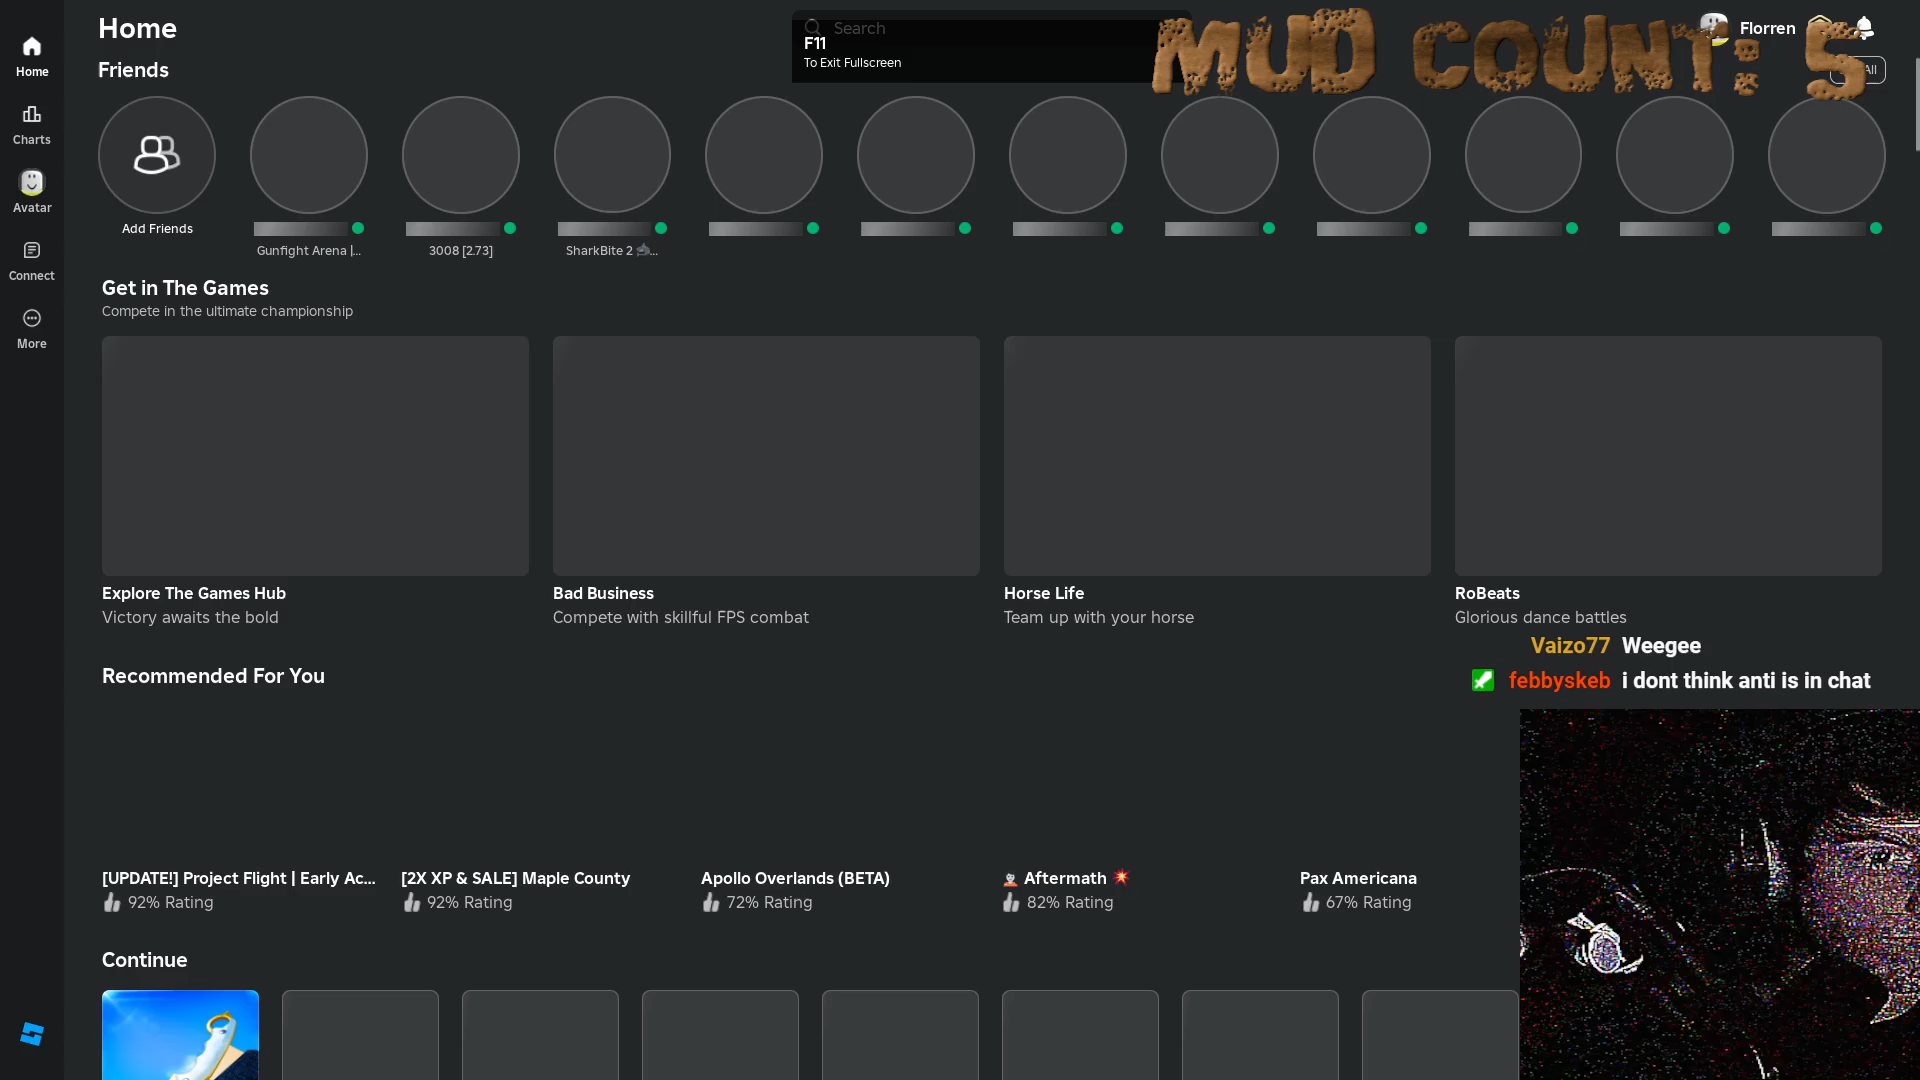 Home
Search
F11
To Exit Fullscreen
MUD COUNT: 5
Florren
All
Home
Charts
Avatar
Connect
More
Friends
Add Friends
Gunfight Arena |...
3008 [2.73]
SharkBite 2 🦈...
Get in The Games
Compete in the ultimate championship
Explore The Games Hub
Victory awaits the bold
Bad Business
Compete with skillful FPS combat
Horse Life
Team up with your horse
RoBeats
Glorious dance battles
Vaizo77 Weegee
febbyskeb i dont think anti is in chat
Recommended For You
[UPDATE!] Project Flight | Early Ac...
92% Rating
[2X XP & SALE] Maple County
92% Rating
Apollo Overlands (BETA)
72% Rating
Aftermath 💥
82% Rating
Pax Americana
67% Rating
Continue